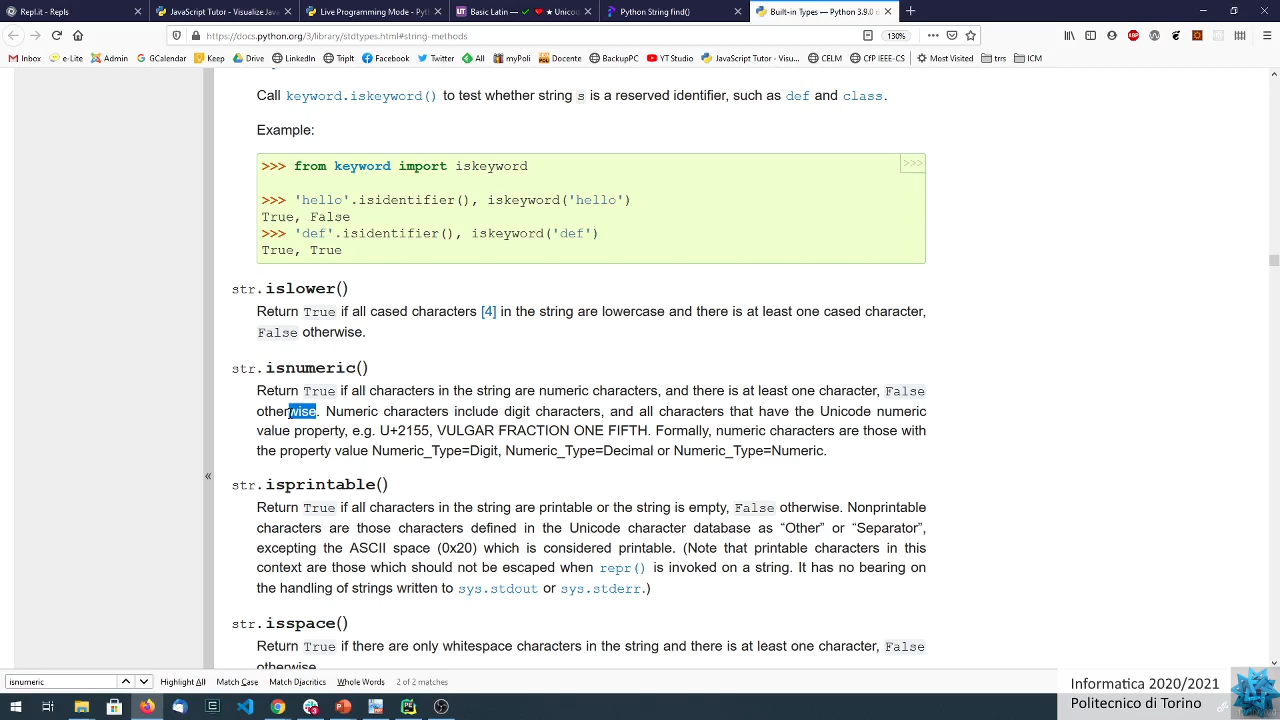 Repl.it - Repls
JavaScript Tutor - Visualize Java
Live Programming Mode - Pyt
Basic Latin — ✔ ❤ ★ Unico
Python String find()
Built-in Types — Python 3.9.0 d
https://docs.python.org/3/library/stdtypes.html#string-methods
130%
Inbox e-Lite Admin GCalendar Keep Drive LinkedIn TripIt Facebook Twitter All myPoli Docente BackupPC YT Studio JavaScript Tutor - Visu... CELM CfP IEEE-CS Most Visited trrs ICM
Call keyword.iskeyword() to test whether string s is a reserved identifier, such as def and class.
Example:
>>> from keyword import iskeyword
>>>
>>> 'hello'.isidentifier(), iskeyword('hello')
True, False
>>> 'def'.isidentifier(), iskeyword('def')
True, True
str.islower()
Return True if all cased characters [4] in the string are lowercase and there is at least one cased character,
False otherwise.
str.isnumeric()
Return True if all characters in the string are numeric characters, and there is at least one character, False
otherwise. Numeric characters include digit characters, and all characters that have the Unicode numeric
value property, e.g. U+2155, VULGAR FRACTION ONE FIFTH. Formally, numeric characters are those with
the property value Numeric_Type=Digit, Numeric_Type=Decimal or Numeric_Type=Numeric.
«
str.isprintable()
Return True if all characters in the string are printable or the string is empty, False otherwise. Nonprintable
characters are those characters defined in the Unicode character database as “Other” or “Separator”,
excepting the ASCII space (0x20) which is considered printable. (Note that printable characters in this
context are those which should not be escaped when repr() is invoked on a string. It has no bearing on
the handling of strings written to sys.stdout or sys.stderr.)
str.isspace()
Return True if there are only whitespace characters in the string and there is at least one character, False
otherwise.
isnumeric
Highlight All Match Case Match Diacritics Whole Words 2 of 2 matches
Informatica 2020/2021
Politecnico di Torino